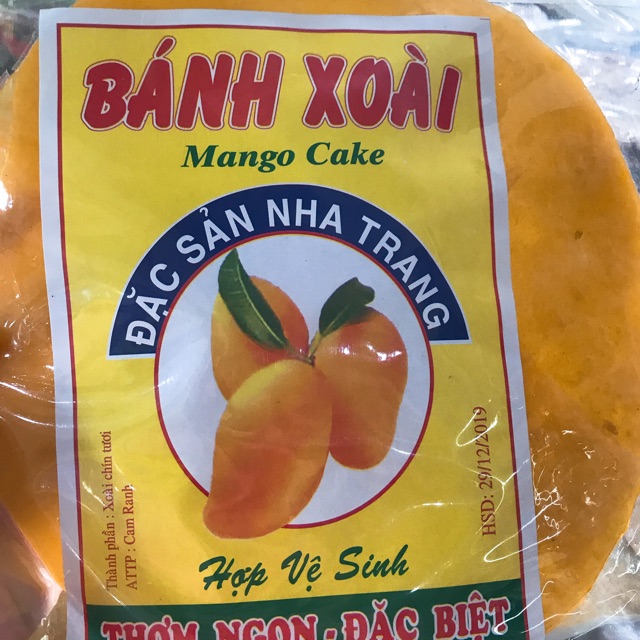 BÁNH XOÀI
Mango Cake
ĐẶC SẢN NHA TRANG
Thành phần : Xoài chín tươi
ATTP : Cam Ranh
HSD: 29/12/2019
Hợp Vệ Sinh
THƠM NGON - ĐẶC BIỆT